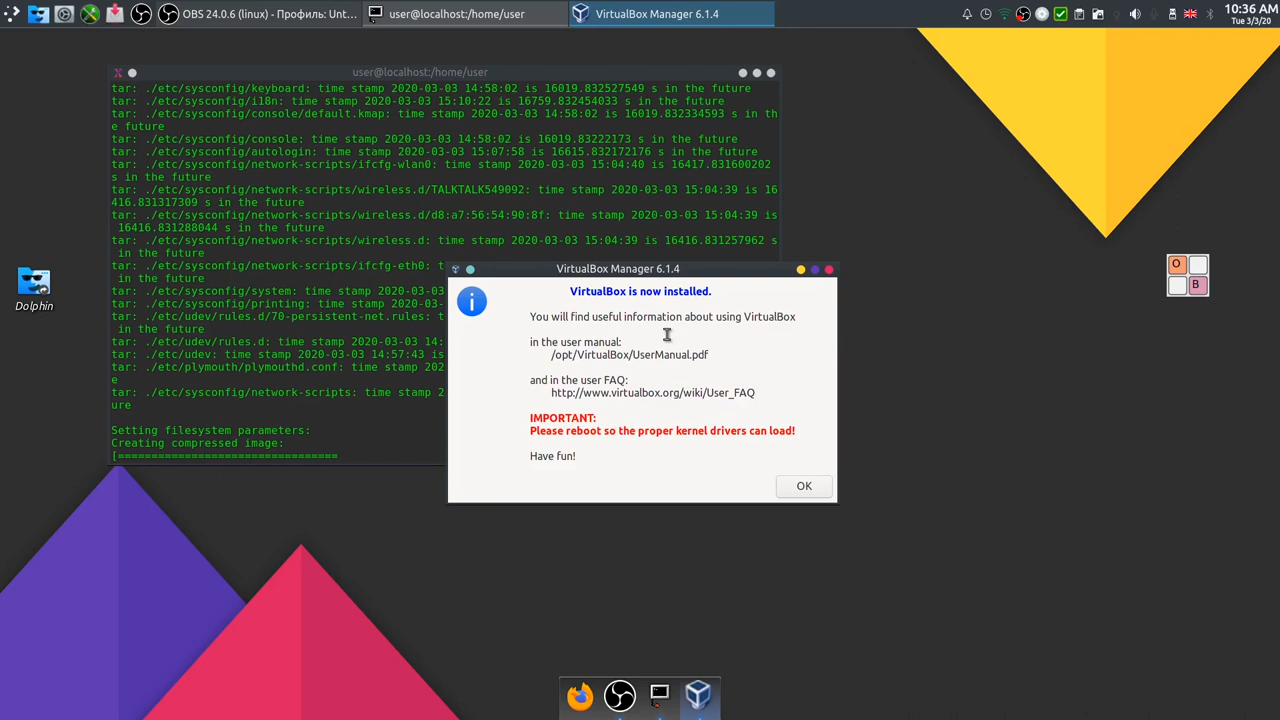 OBS 24.0.6 (linux) - Профиль: Unt...
user@localhost:/home/user
VirtualBox Manager 6.1.4
10:36 AM
Tue 3/3/20
user@localhost:/home/user
tar: ./etc/sysconfig/keyboard: time stamp 2020-03-03 14:58:02 is 16019.832527549 s in the future
tar: ./etc/sysconfig/i18n: time stamp 2020-03-03 15:10:22 is 16759.832454033 s in the future
tar: ./etc/sysconfig/console/default.kmap: time stamp 2020-03-03 14:58:02 is 16019.832334593 s in th
e future
tar: ./etc/sysconfig/console: time stamp 2020-03-03 14:58:02 is 16019.83222173 s in the future
tar: ./etc/sysconfig/autologin: time stamp 2020-03-03 15:07:58 is 16615.832172176 s in the future
tar: ./etc/sysconfig/network-scripts/ifcfg-wlan0: time stamp 2020-03-03 15:04:40 is 16417.831600202
s in the future
tar: ./etc/sysconfig/network-scripts/wireless.d/TALKTALK549092: time stamp 2020-03-03 15:04:39 is 16
416.831317309 s in the future
tar: ./etc/sysconfig/network-scripts/wireless.d/d8:a7:56:54:90:8f: time stamp 2020-03-03 15:04:39 is
16416.831288044 s in the future
tar: ./etc/sysconfig/network-scripts/wireless.d: time stamp 2020-03-03 15:04:39 is 16416.831257962 s
in the future
tar: ./etc/sysconfig/network-scripts/ifcfg-eth0: t
in the future
tar: ./etc/sysconfig/system: time stamp 2020-03-03
tar: ./etc/sysconfig/printing: time stamp 2020-03-
tar: ./etc/udev/rules.d/70-persistent-net.rules: t
tar: ./etc/udev/rules.d: time stamp 2020-03-03 14:
tar: ./etc/udev: time stamp 2020-03-03 14:57:43 is
tar: ./etc/plymouth/plymouthd.conf: time stamp 202
e
tar: ./etc/sysconfig/network-scripts: time stamp 2
ure
Setting filesystem parameters:
Creating compressed image:
[=================================
VirtualBox Manager 6.1.4
VirtualBox is now installed.
You will find useful information about using VirtualBox
in the user manual:
/opt/VirtualBox/UserManual.pdf
and in the user FAQ:
http://www.virtualbox.org/wiki/User_FAQ
IMPORTANT:
Please reboot so the proper kernel drivers can load!
Have fun!
OK
Dolphin
O
B